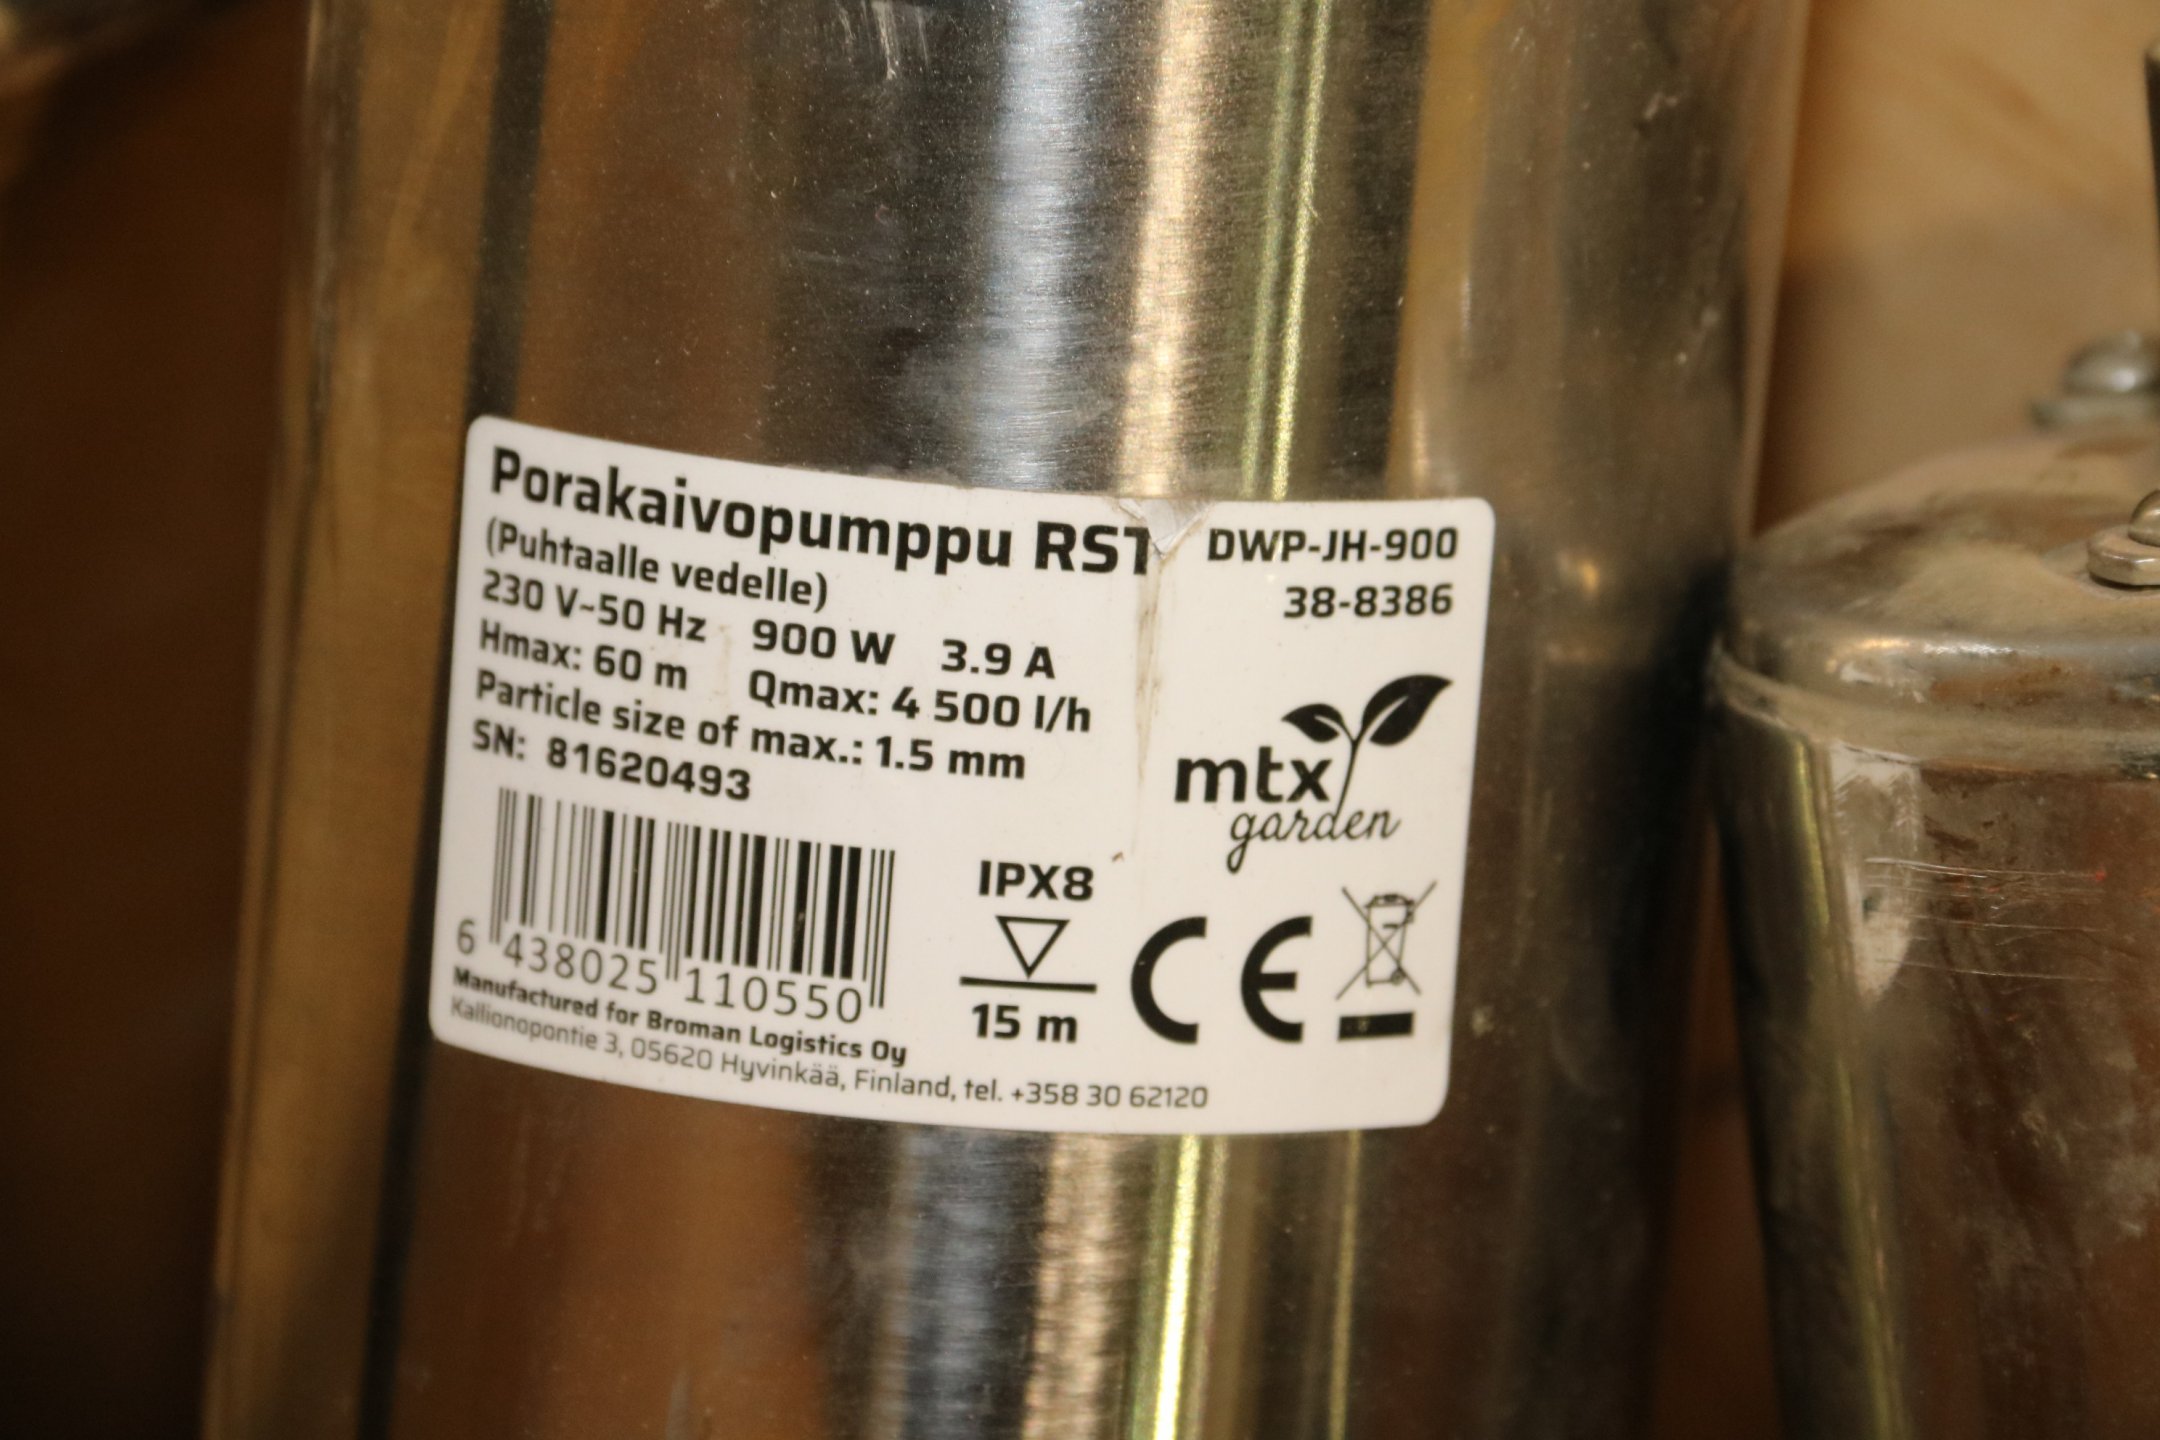 Porakaivopumppu RST
(Puhtaalle vedelle)
230 V~50 Hz 900 W 3.9 A
Hmax: 60 m Qmax: 4 500 l/h
Particle size of max.: 1.5 mm
SN: 81620493
DWP-JH-900
38-8386
mtx
garden
6 438025 110550
IPX8
15 m
CE
Manufactured for Broman Logistics Oy
Kallionopontie 3, 05620 Hyvinkää, Finland, tel. +358 30 62120